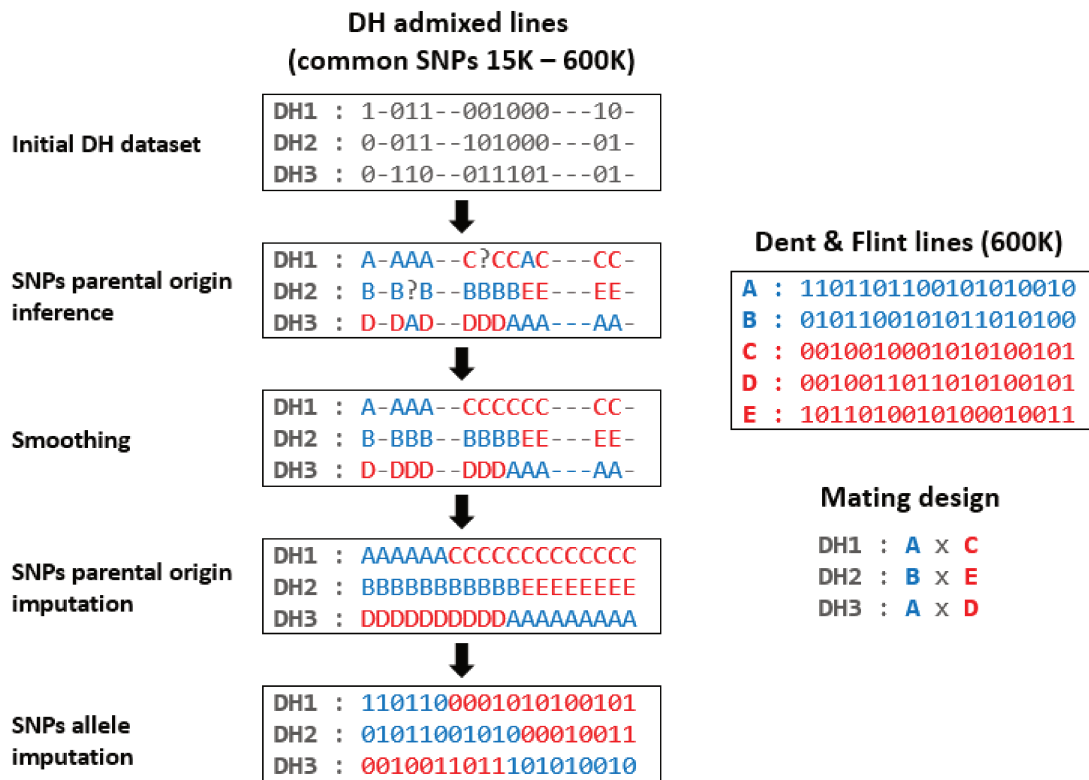 DH admixed lines
(common SNPs 15K – 600K)
Initial DH dataset
DH1 : 1-011--001000---10-
DH2 : 0-011--101000---01-
DH3 : 0-110--011101---01-
SNPs parental origin
inference
DH1 : A-AAA--C?CCAC---CC-
DH2 : B-B?B--BBBBEE---EE-
DH3 : D-DAD--DDDAAA---AA-
Smoothing
DH1 : A-AAA--CCCCCC---CC-
DH2 : B-BBB--BBBBEE---EE-
DH3 : D-DDD--DDDAAA---AA-
SNPs parental origin
imputation
DH1 : AAAAAACCCCCCCCCCCCC
DH2 : BBBBBBBBBBBEEEEEEEE
DH3 : DDDDDDDDDDAAAAAAAAA
SNPs allele
imputation
DH1 : 1101100001010100101
DH2 : 0101100101000010011
DH3 : 0010011011101010010
Dent & Flint lines (600K)
A : 1101101100101010010
B : 0101100101011010100
C : 0010010001010100101
D : 0010011011010100101
E : 1011010010100010011
Mating design
DH1 : A x C
DH2 : B x E
DH3 : A x D